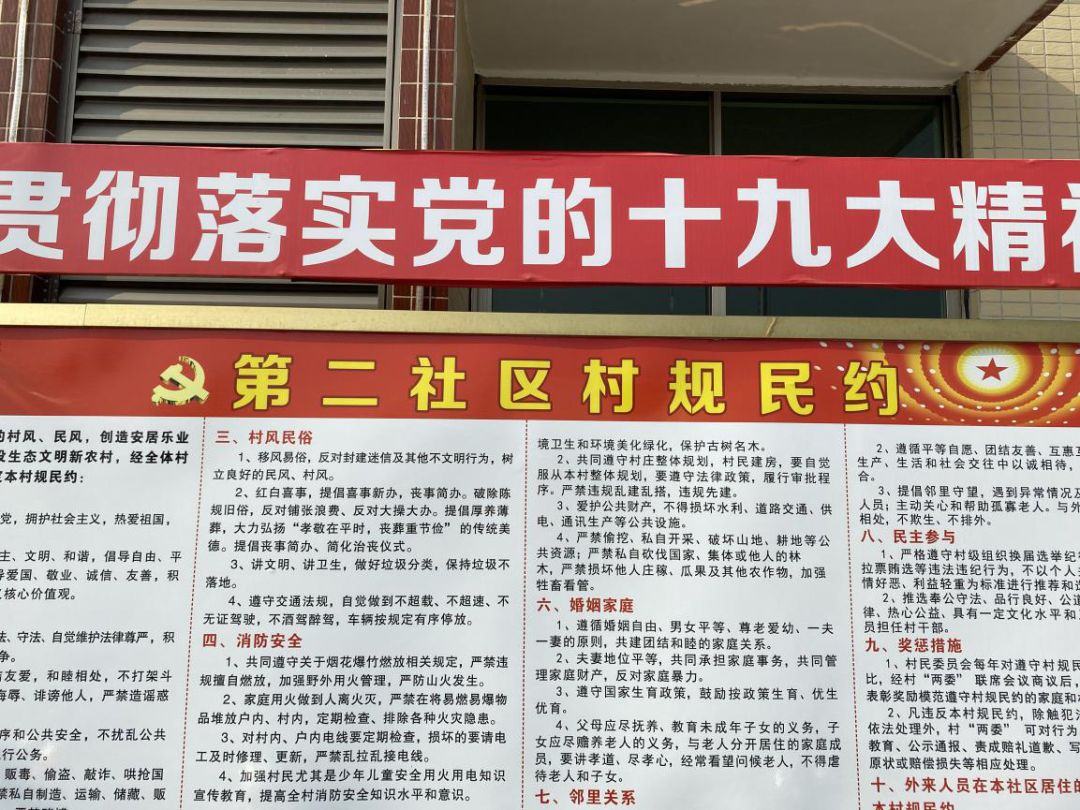 贯彻落实党的十九大精
第二社区村规民约
村风、民风，创造安居乐业
生态文明新农村，经全体村
本村规民约：
党，拥护社会主义，热爱祖国，
主、文明、和谐，倡导自由、平
爱国、敬业、诚信、友善，积
核心价值观。
法、守法、自觉维护法律尊严，积
争。
友爱，和睦相处，不打架斗
侮辱、诽谤他人，严禁造谣惑
序和公共安全，不扰乱公共
行公务。
贩毒、偷盗、敲诈、哄抢国
禁私自制造、运输、储藏、贩
三、村风民俗
1、移风易俗，反对封建迷信及其他不文明行为，树
立良好的民风、村风。
2、红白喜事，提倡喜事新办，丧事简办。破除陈
规旧俗，反对铺张浪费、反对大操大办。提倡厚养薄
葬，大力弘扬“孝敬在平时，丧葬重节俭”的传统美
德。提倡丧事简办、简化治丧仪式。
3、讲文明、讲卫生，做好垃圾分类，保持垃圾不
落地。
4、遵守交通法规，自觉做到不超载、不超速、不
无证驾驶，不酒驾醉驾，车辆按规定有序停放。
四、消防安全
1、共同遵守关于烟花爆竹燃放相关规定，严禁违
规擅自燃放，加强野外用火管理，严防山火发生。
2、家庭用火做到人离火灭，严禁在将易燃易爆物
品堆放户内、村内，定期检查、排除各种火灾隐患。
3、对村内、户内电线要定期检查，损坏的要请电
工及时修理、更新，严禁乱拉乱接电线。
4、加强村民尤其是少年儿童安全用火用电知识
宣传教育，提高全村消防安全知识水平和意识。
境卫生和环境美化绿化，保护古树名木。
2、共同遵守村庄整体规划，村民建房，要自觉
服从本村整体规划，要遵守法律政策，履行审批程
序。严禁违规乱建乱搭，违规先建。
3、爱护公共财产，不得损坏水利、道路交通、供
电、通讯生产等公共设施。
4、严禁偷挖、私自开采、破坏山地、耕地等公
共资源；严禁私自砍伐国家、集体或他人的林
木，严禁损坏他人庄稼、瓜果及其他农作物，加强
牲畜看管。
六、婚姻家庭
1、遵循婚姻自由、男女平等、尊老爱幼、一夫
一妻的原则，共建团结和睦的家庭关系。
2、夫妻地位平等，共同承担家庭事务，共同管
理家庭财产，反对家庭暴力。
3、遵守国家生育政策，鼓励按政策生育、优生
优育。
4、父母应尽抚养、教育未成年子女的义务，子
女应尽赡养老人的义务，与老人分开居住的家庭成
员，要讲孝道、尽孝心，经常看望问候老人，不得虐
待老人和子女。
七、邻里关系
2、遵循平等自愿、团结友善、互惠互
生产、生活和社会交往中以诚相待，
合。
3、提倡邻里守望，遇到异常情况及
人员；主动关心和帮助孤寡老人。与外
相处，不欺生、不排外。
八、民主参与
1、严格遵守村级组织换届选举纪
拉票贿选等违法违纪行为，不以个人
情好恶、利益轻重为标准进行推荐和
2、推选奉公守法、品行良好、公道
律、热心公益、具有一定文化水平和
员担任村干部。
九、奖惩措施
1、村民委员会每年对遵守村规民
比，经村“两委”联席会议商议后，
表彰奖励模范遵守村规民约的家庭和
2、凡违反本村规民约，除触犯法
依法处理外，村“两委”可对行为
教育、公示通报、责成赔礼道歉、写
原状或赔偿损失等相应处理。
十、外来人员在本社区居住的
本村规民约